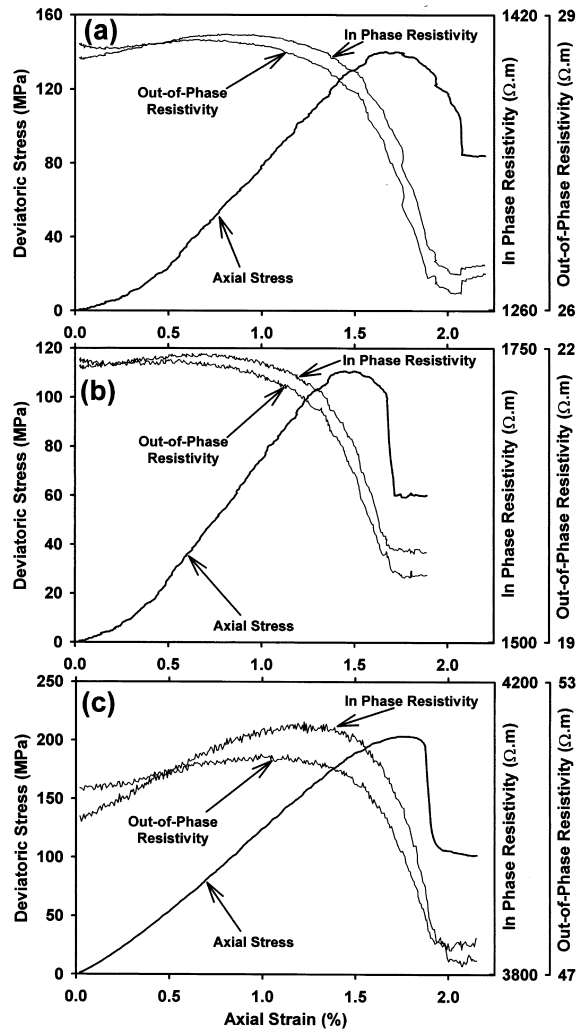 (a)
160
120
80
40
0
Deviatoric Stress (MPa)
In Phase Resistivity
Out-of-Phase
Resistivity
Axial Stress
0.0 0.5 1.0 1.5 2.0
1420
1260
In Phase Resistivity (Ω.m)
29
26
Out-of-Phase Resistivity (Ω.m)
(b)
120
100
80
60
40
20
0
Deviatoric Stress (MPa)
In Phase Resistivity
Out-of-Phase
Resistivity
Axial Stress
0.0 0.5 1.0 1.5 2.0
1750
1500
In Phase Resistivity (Ω.m)
22
19
Out-of-Phase Resistivity (Ω.m)
(c)
250
200
150
100
50
0
Deviatoric Stress (MPa)
In Phase Resistivity
Out-of-Phase
Resistivity
Axial Stress
0.0 0.5 1.0 1.5 2.0
Axial Strain (%)
4200
3800
In Phase Resistivity (Ω.m)
53
47
Out-of-Phase Resistivity (Ω.m)